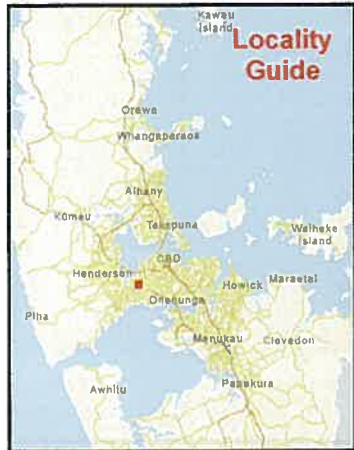 Kawau
Island
Locality
Guide
Orewa
Whangaparaoa
Albany
Kumeu
Takapuna
Waiheke
Island
CBD
Henderson
Howick
Maraetai
Onehunga
Piha
Manukau
Clevedon
Papakura
Awhitu